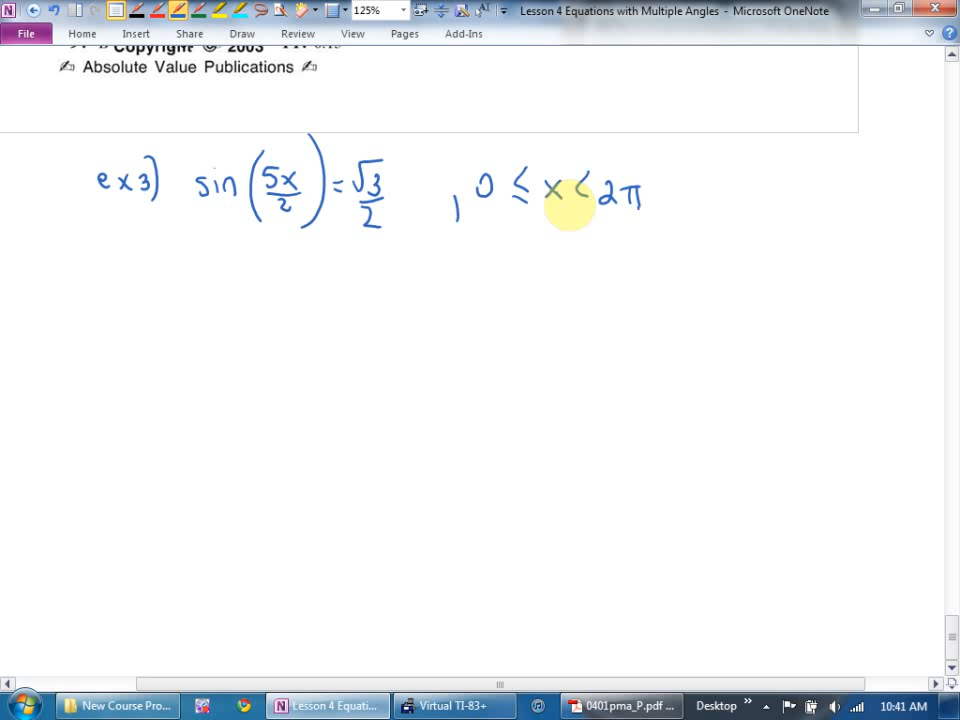 125%
Lesson 4 Equations with Multiple Angles - Microsoft OneNote
File Home Insert Share Draw Review View Pages Add-Ins
Copyright © 2003
✍ Absolute Value Publications ✍
ex3) sin(5x/2) = √3/2 , 0 ≤ x < 2π
New Course Pro... Lesson 4 Equati... Virtual TI-83+ 0401pma_P.pdf ... Desktop » 10:41 AM